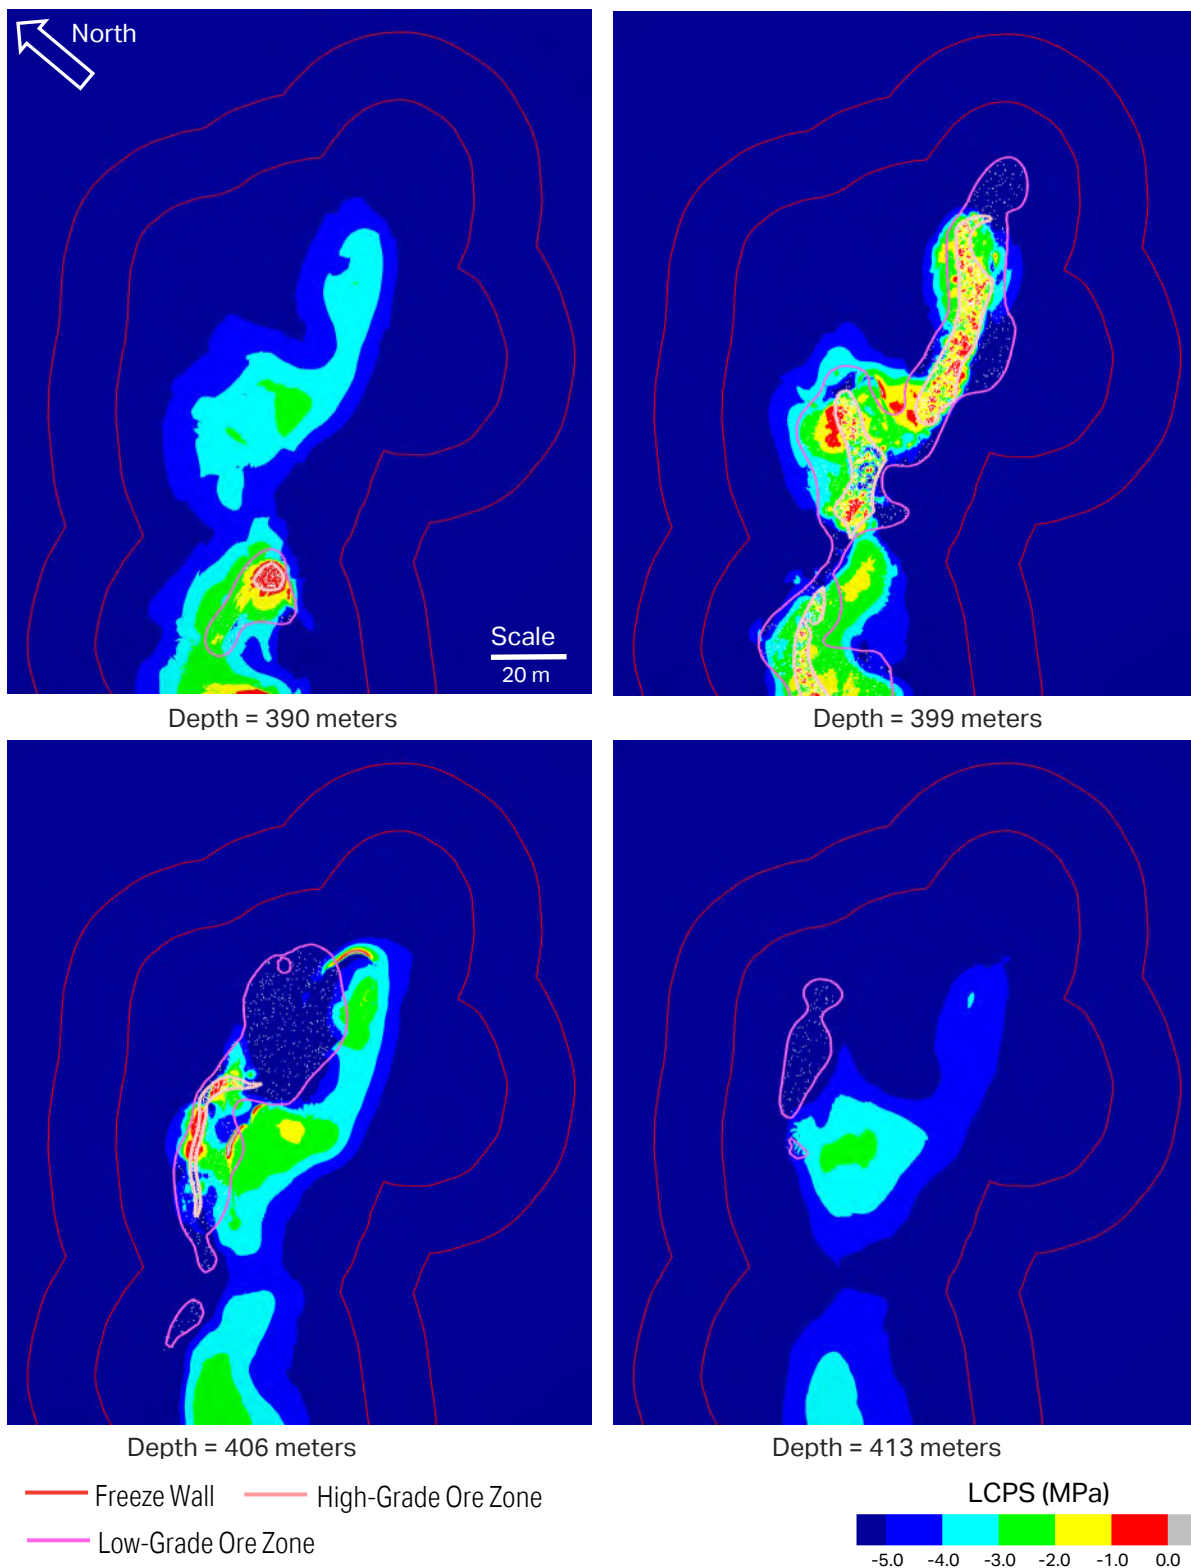 North
Scale
20 m
Depth = 390 meters
Depth = 399 meters
Depth = 406 meters
Depth = 413 meters
Freeze Wall
High-Grade Ore Zone
Low-Grade Ore Zone
LCPS (MPa)
-5.0 -4.0 -3.0 -2.0 -1.0 0.0